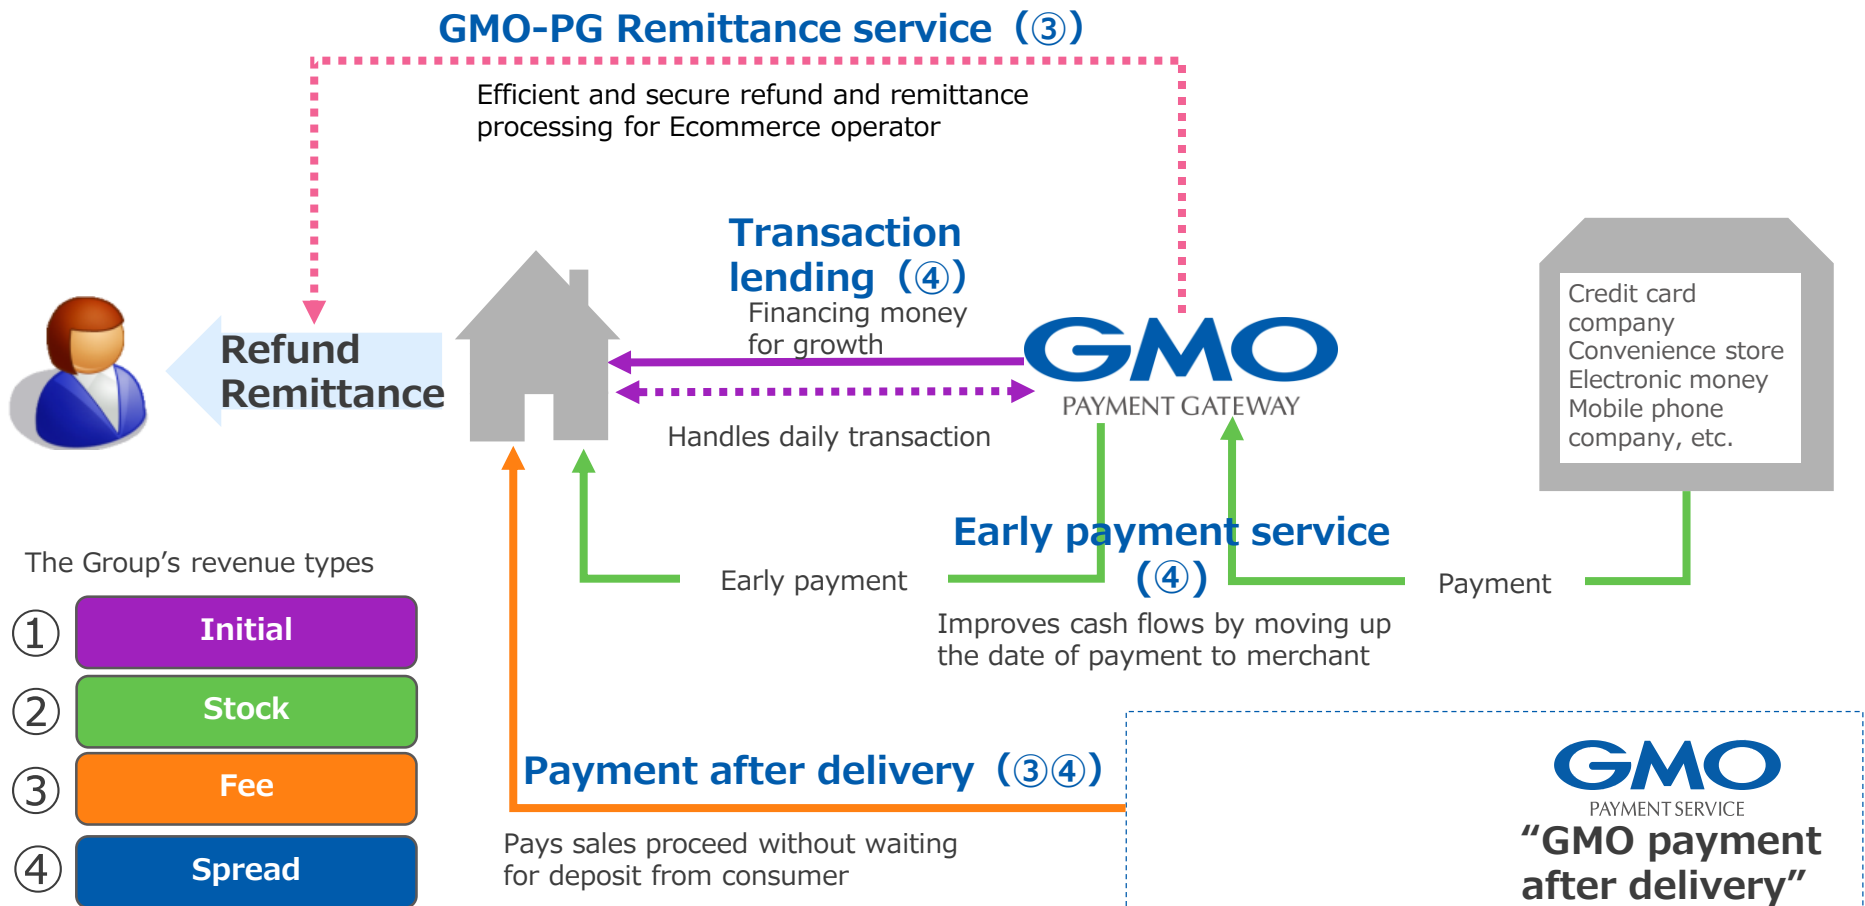 GMO-PG Remittance service（③）
Efficient and secure refund and remittance
processing for Ecommerce operator
Transaction
lending（④）
Financing money
for growth
Refund
Remittance
GMO
PAYMENT GATEWAY
Handles daily transaction
Credit card
company
Convenience store
Electronic money
Mobile phone
company, etc.
Early payment service
（④）
Early payment
Payment
Improves cash flows by moving up
the date of payment to merchant
The Group’s revenue types
① Initial
② Stock
③ Fee
④ Spread
Payment after delivery（③④）
Pays sales proceed without waiting
for deposit from consumer
GMO
PAYMENT SERVICE
“GMO payment
after delivery”